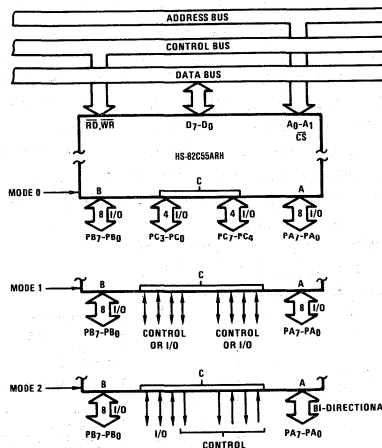 ADDRESS BUS
CONTROL BUS
DATA BUS
RD, WR D7-D0 A0-A1
CS
HS-82C55ARH
MODE 0 B C A
8 I/O 4 I/O 4 I/O 8 I/O
PB7-PB0 PC3-PC0 PC7-PC4 PA7-PA0
MODE 1 B C A
8 I/O 8 I/O
PB7-PB0 CONTROL OR I/O CONTROL OR I/O PA7-PA0
MODE 2 B C A
8 I/O BI-DIRECTIONA
PB7-PB0 I/O PA7-PA0
CONTROL